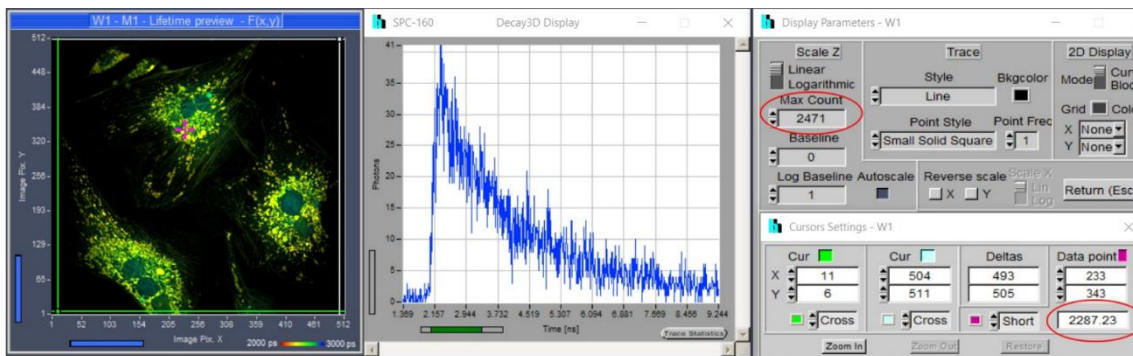 W1 - M1 - Lifetime preview - F(x,y)
512
448
384
320
256
193
129
65
1
Image Pix. Y
1 52 103 154 205 256 308 359 410 461 512
Image Pix. X
2000 ps 3000 ps
SPC-160 Decay3D Display
41
35
30
25
20
15
10
5
0
Photons
1.369 2.157 2.944 3.732 4.519 5.307 6.094 6.881 7.669 8.456 9.244
Time [ns]
Trace Statistics
Display Parameters - W1
Scale Z
Linear
Logarithmic
Max Count
2471
Baseline
0
Log Baseline
1
Autoscale
Trace
Style
Line
Bkgcolor
Point Style
Small Solid Square
Point Freq
1
2D Display
Mode
Grid
X None
Y None
Reverse scale
X Y
Scale X
Lin
Log
Return (Esc
Cursors Settings - W1
Cur Cur Deltas Data point
X 11 504 493 233
Y 6 511 505 343
Cross Cross Short 2287.23
Zoom In Zoom Out Restore